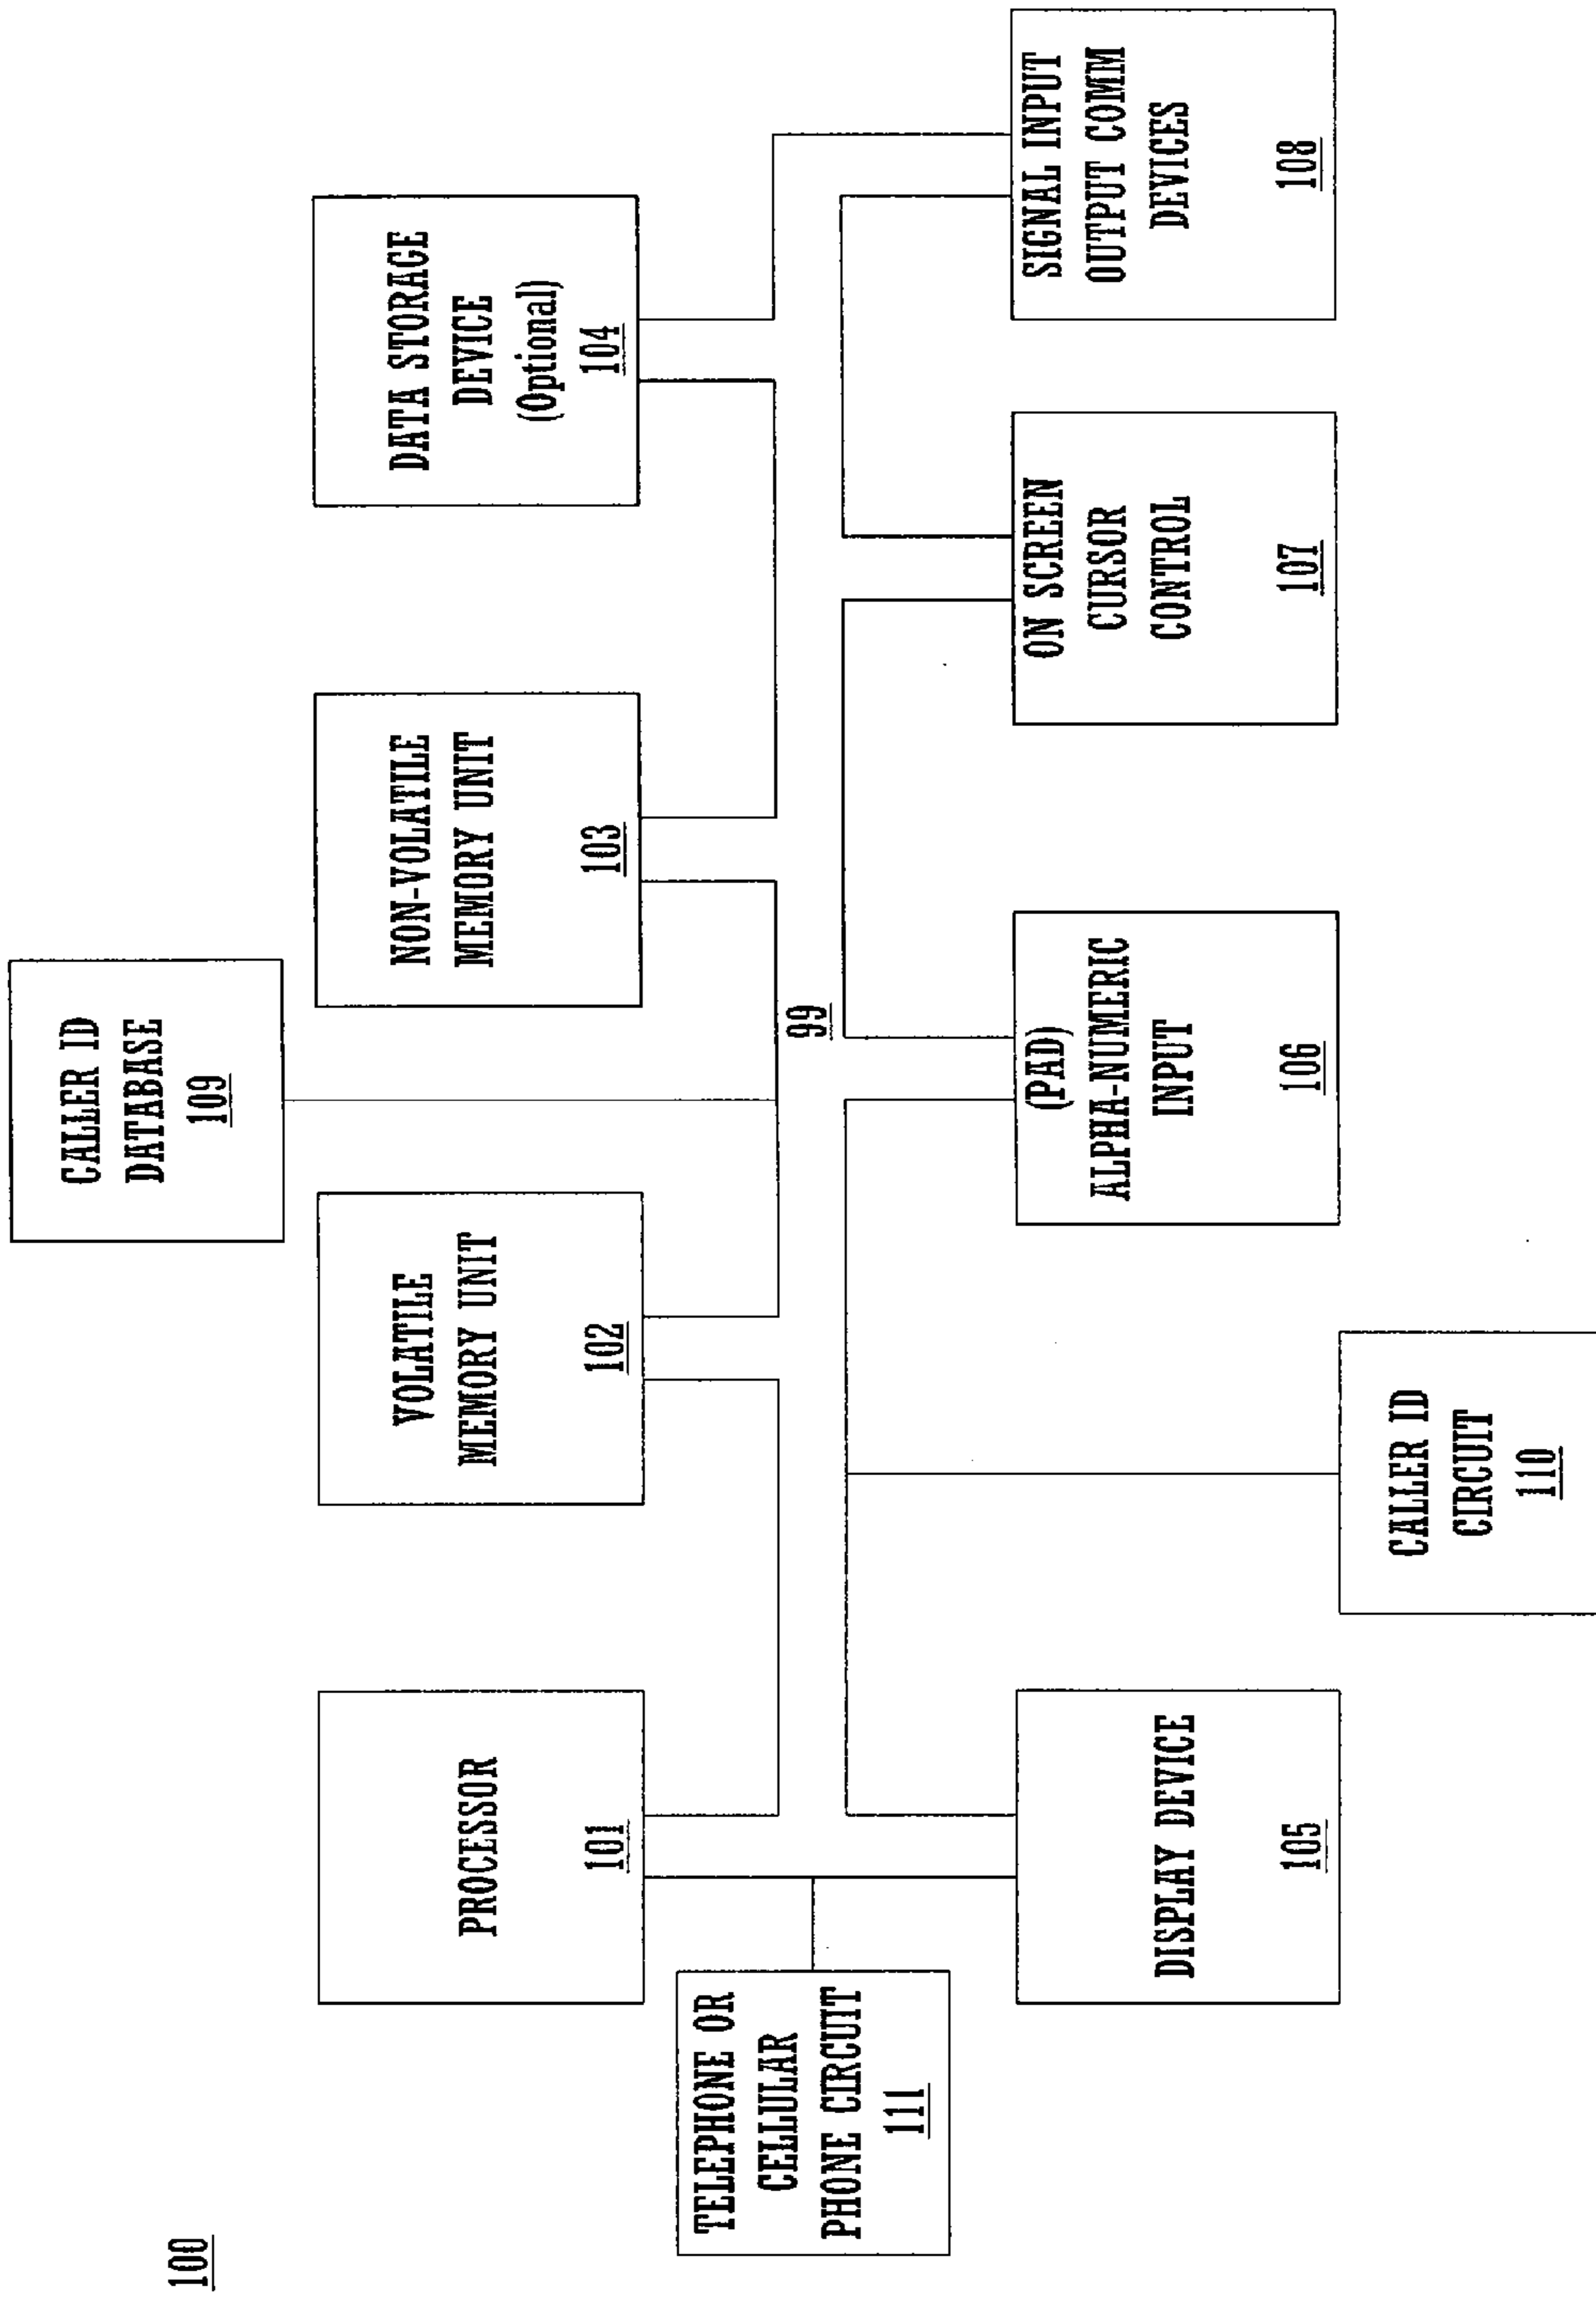 100
CALLER ID
DATABASE
109
PROCESSOR
101
VOLATILE
MEMORY UNIT
102
NON-VOLATILE
MEMORY UNIT
103
DATA STORAGE
DEVICE
(Optional)
104
TELEPHONE OR
CELLULAR
PHONE CIRCUIT
111
99
DISPLAY DEVICE
105
(PAD)
ALPHA-NUMERIC
INPUT
106
ON SCREEN
CURSOR
CONTROL
107
SIGNAL INPUT
OUTPUT COMM
DEVICES
108
CALLER ID
CIRCUIT
110